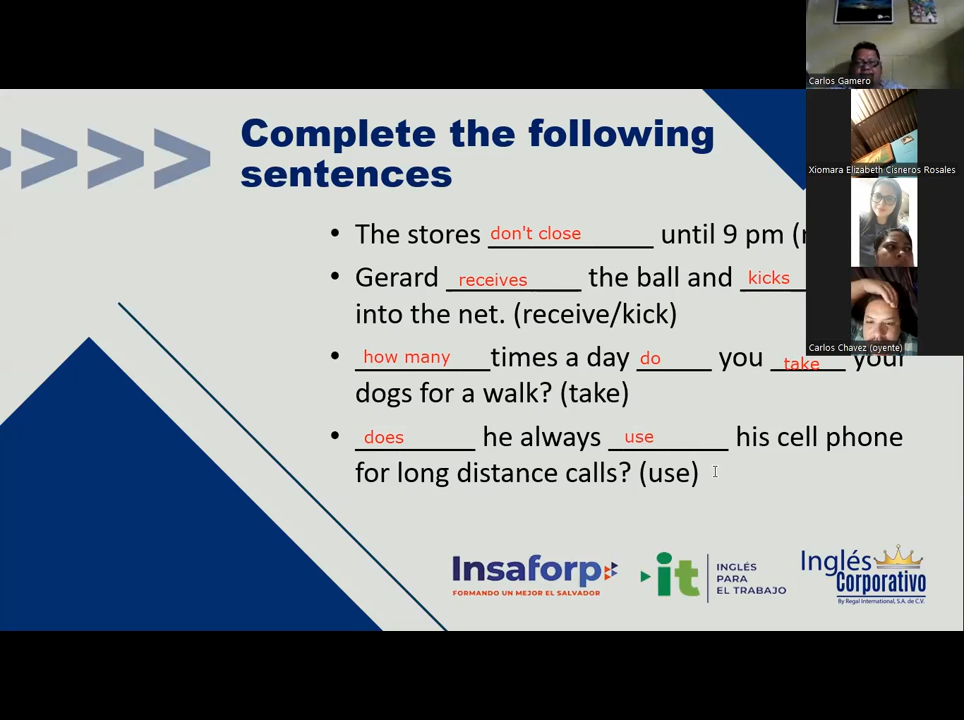 Carlos Gamero
Complete the following
sentences
Xiomara Elizabeth Cisneros Rosales
• The stores don't close until 9 pm
• Gerard receives the ball and kicks
into the net. (receive/kick)
Carlos Chavez (oyente)
• how many times a day do you take your
dogs for a walk? (take)
• does he always use his cell phone
for long distance calls? (use)
Insaforp
FORMANDO UN MEJOR EL SALVADOR
it
INGLÉS
PARA
EL TRABAJO
Inglés
Corporativo
By Regal International, S.A. de C.V.